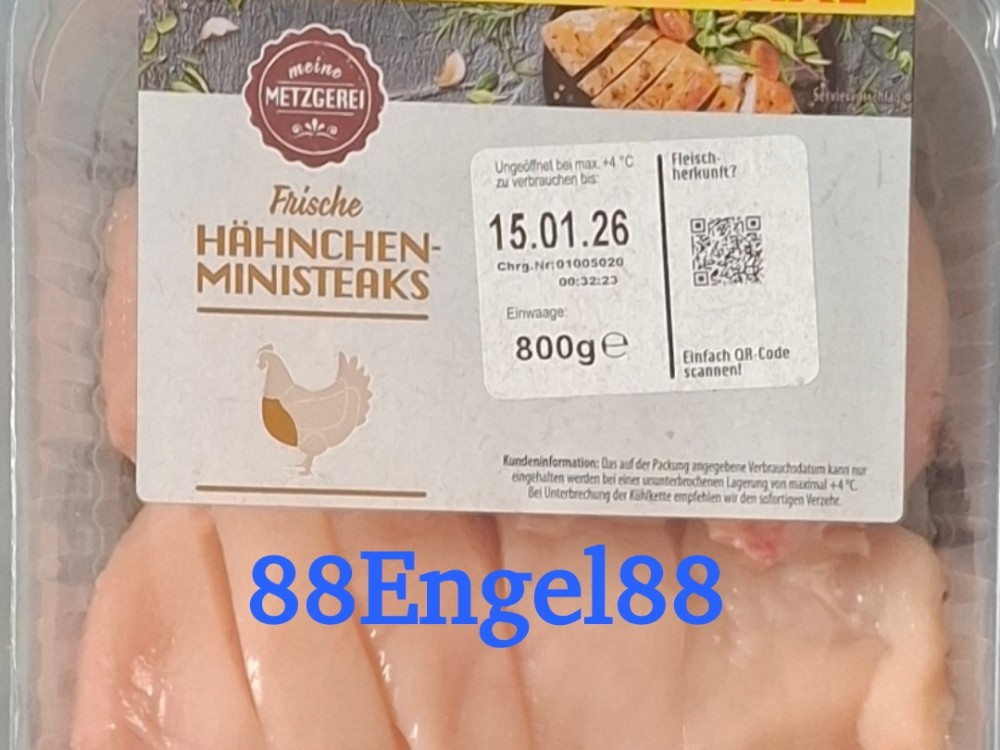 meine
METZGEREI
Serviervorschlag
Frische
HÄHNCHEN-
MINISTEAKS
Ungeöffnet bei max. +4 °C
zu verbrauchen bis:
15.01.26
Chrg.Nr:01005020
00:32:23
Einwaage:
800g℮
Fleisch-
herkunft?
Einfach QR-Code
scannen!
Kundeninformation: Das auf der Packung angegebene Verbrauchsdatum kann nur
eingehalten werden bei einer ununterbrochenen Lagerung von maximal +4 °C.
Bei Unterbrechung der Kühlkette empfehlen wir den sofortigen Verzehr.
88Engel88